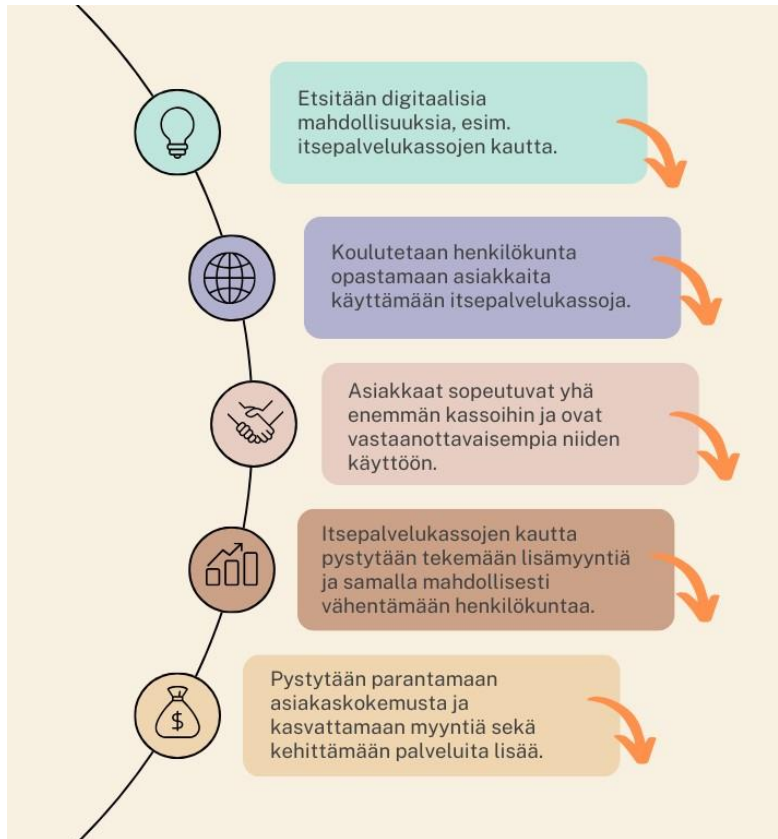 Etsitään digitaalisia
mahdollisuuksia, esim.
itsepalvelukassojen kautta.
Koulutetaan henkilökunta
opastamaan asiakkaita
käyttämään itsepalvelukassoja.
Asiakkaat sopeutuvat yhä
enemmän kassoihin ja ovat
vastaanottavaisempia niiden
käyttöön.
Itsepalvelukassojen kautta
pystytään tekemään lisämyyntiä
ja samalla mahdollisesti
vähentämään henkilökuntaa.
Pystytään parantamaan
asiakaskokemusta ja
kasvattamaan myyntiä sekä
kehittämään palveluita lisää.
$